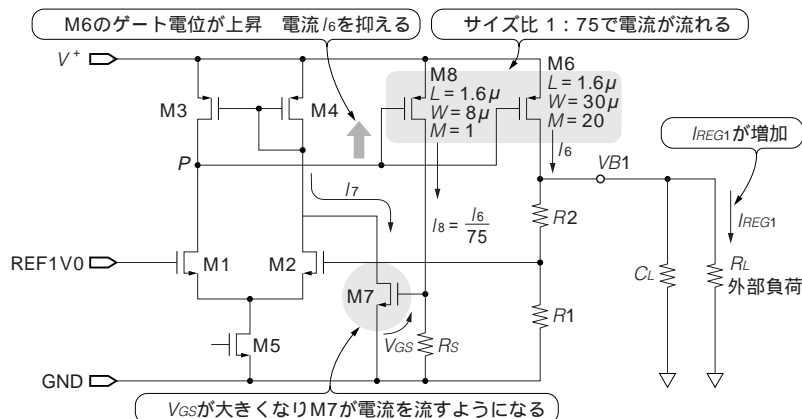 M6のゲート電位が上昇 電流I6を抑える
サイズ比 1：75で電流が流れる
V+
M3
M4
M8
L = 1.6μ
W = 8μ
M = 1
M6
L = 1.6μ
W = 30μ
M = 20
IREG1が増加
P
I7
I8 = I6/75
I6
VB1
R2
IREG1
REF1V0
M1
M2
M7
CL
RL
外部負荷
M5
VGS
RS
R1
GND
VGSが大きくなりM7が電流を流すようになる